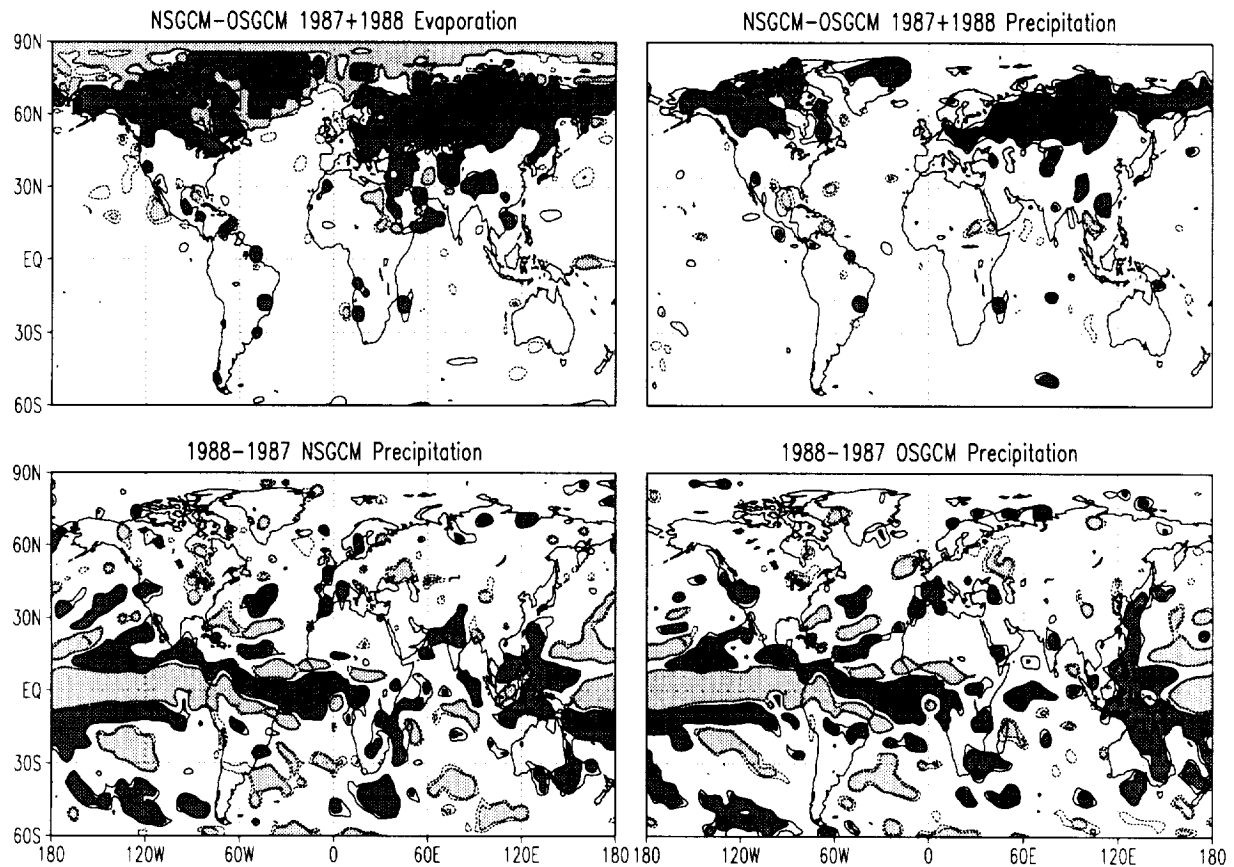 NSGCM-OSGCM 1987+1988 Evaporation
NSGCM-OSGCM 1987+1988 Precipitation
90N
60N
30N
EQ
30S
60S
1988-1987 NSGCM Precipitation
1988-1987 OSGCM Precipitation
90N
60N
30N
EQ
30S
60S
180 120W 60W 0 60E 120E 180
180 120W 60W 0 60E 120E 180